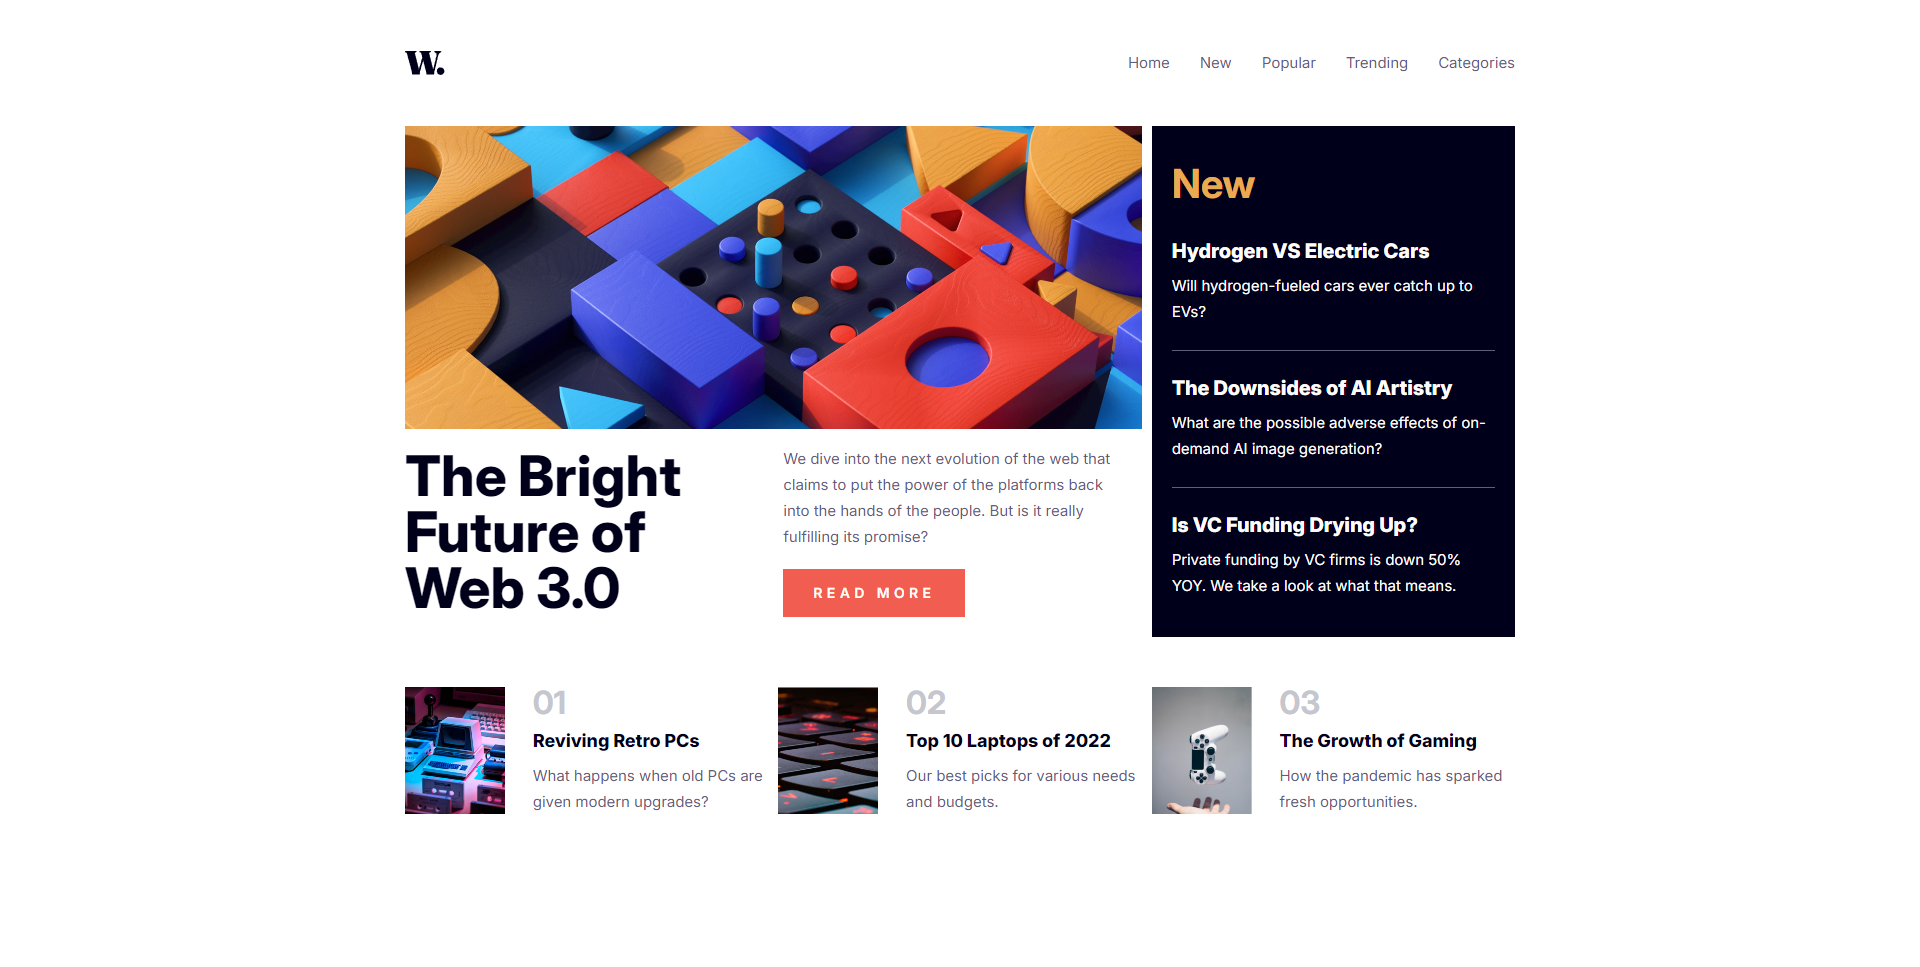 W.
Home New Popular Trending Categories
The Bright
Future of
Web 3.0
We dive into the next evolution of the web that
claims to put the power of the platforms back
into the hands of the people. But is it really
fulfilling its promise?
READ MORE
New
Hydrogen VS Electric Cars
Will hydrogen-fueled cars ever catch up to
EVs?
The Downsides of AI Artistry
What are the possible adverse effects of on-
demand AI image generation?
Is VC Funding Drying Up?
Private funding by VC firms is down 50%
YOY. We take a look at what that means.
01
Reviving Retro PCs
What happens when old PCs are
given modern upgrades?
02
Top 10 Laptops of 2022
Our best picks for various needs
and budgets.
03
The Growth of Gaming
How the pandemic has sparked
fresh opportunities.